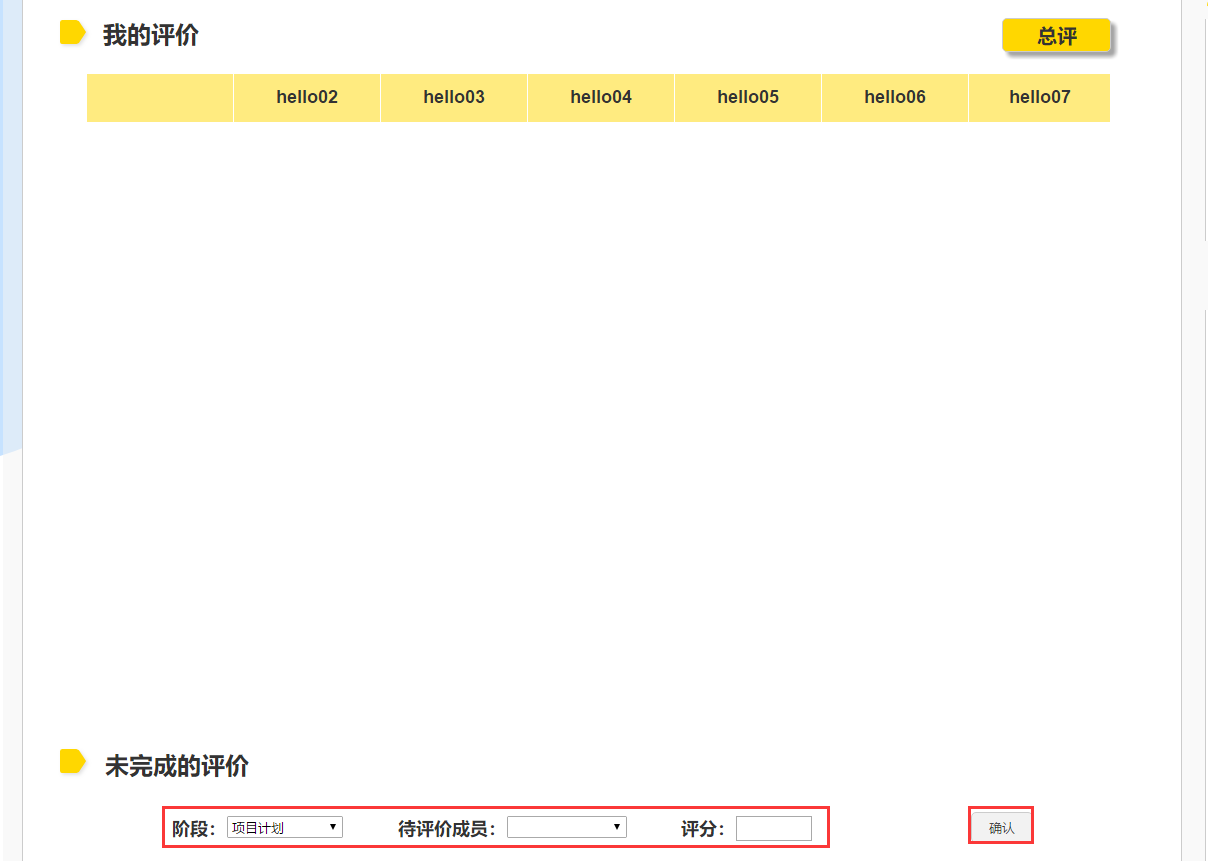 我的评价
总评
hello02 hello03 hello04 hello05 hello06 hello07
未完成的评价
阶段： 项目计划 待评价成员： 评分： 确认